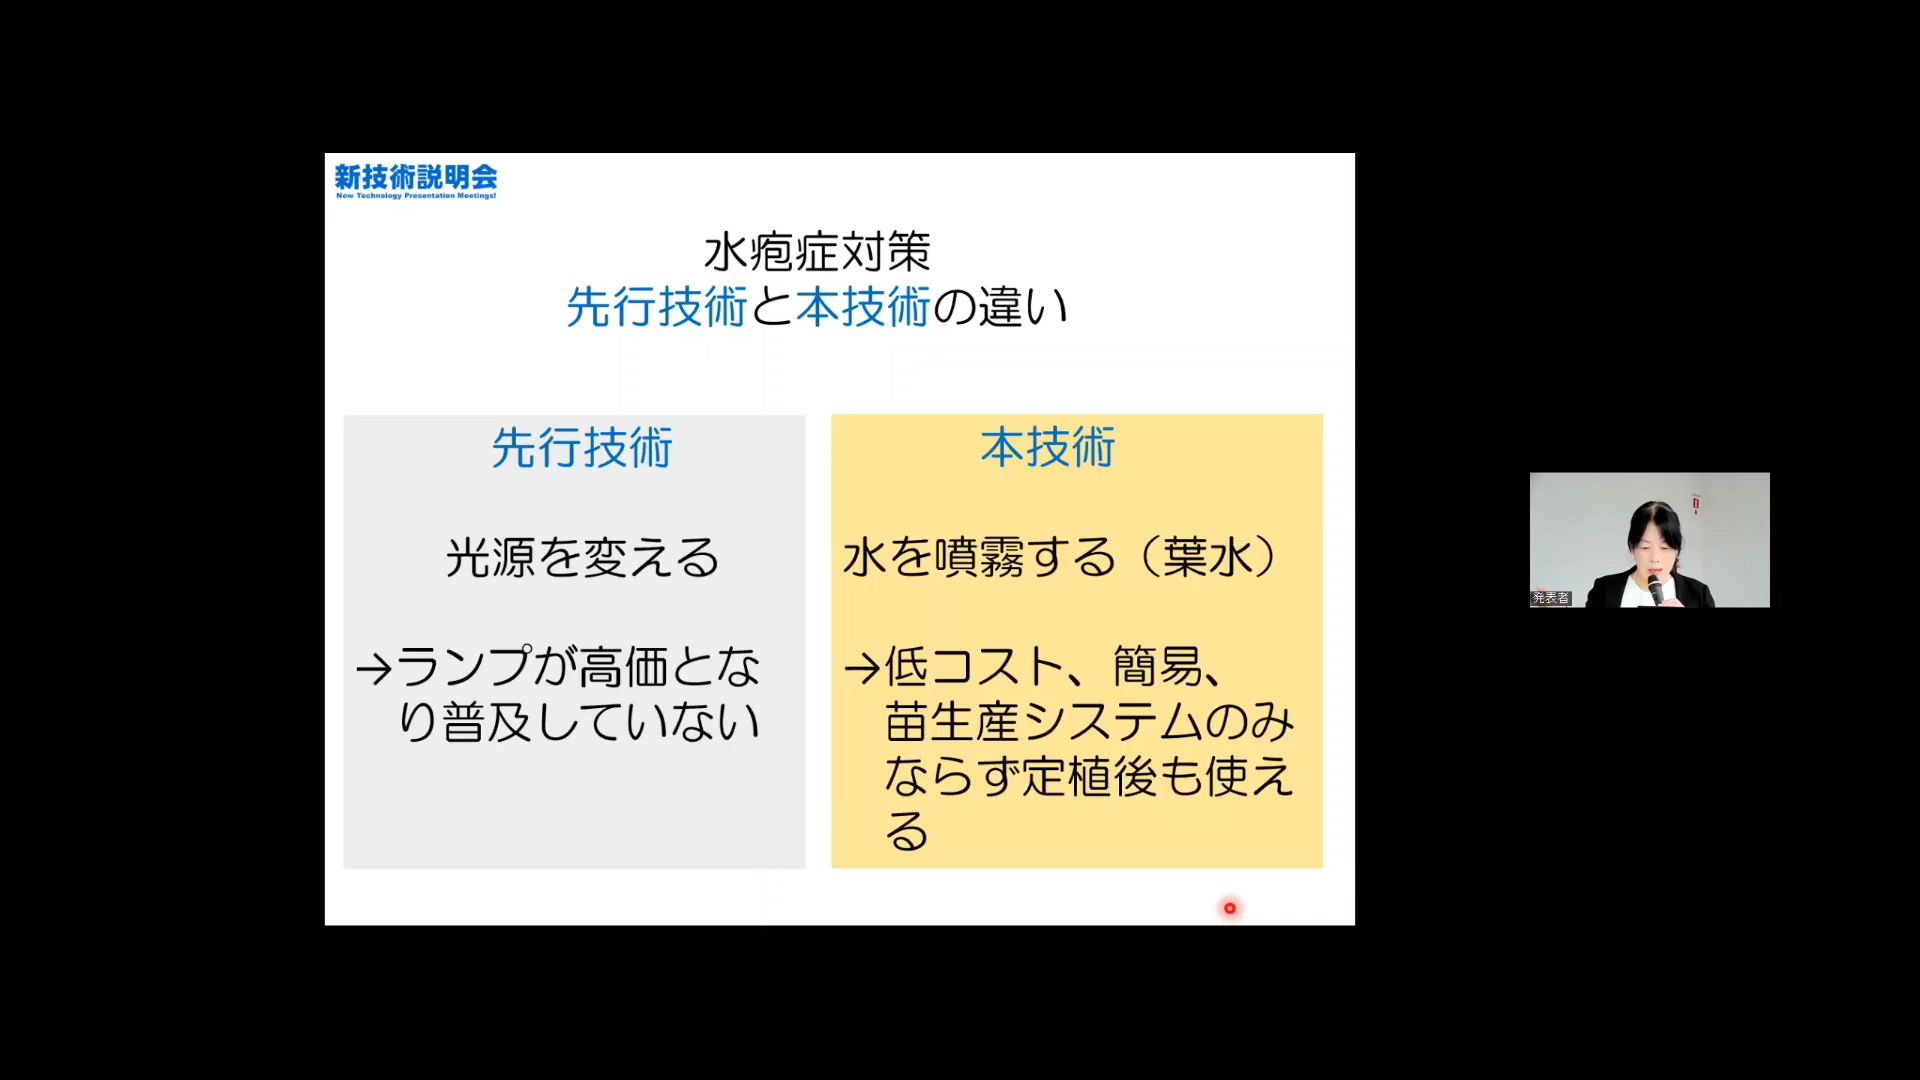 新技術説明会
New Technology Presentation Meetings!
水疱症対策
先行技術と本技術の違い
先行技術
光源を変える
→ランプが高価とな
り普及していない
本技術
水を噴霧する（葉水）
→低コスト、簡易、
苗生産システムのみ
ならず定植後も使え
る
発表者